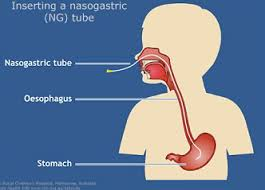 Inserting a nasogastric
(NG) tube
Nasogastric tube
Oesophagus
Stomach